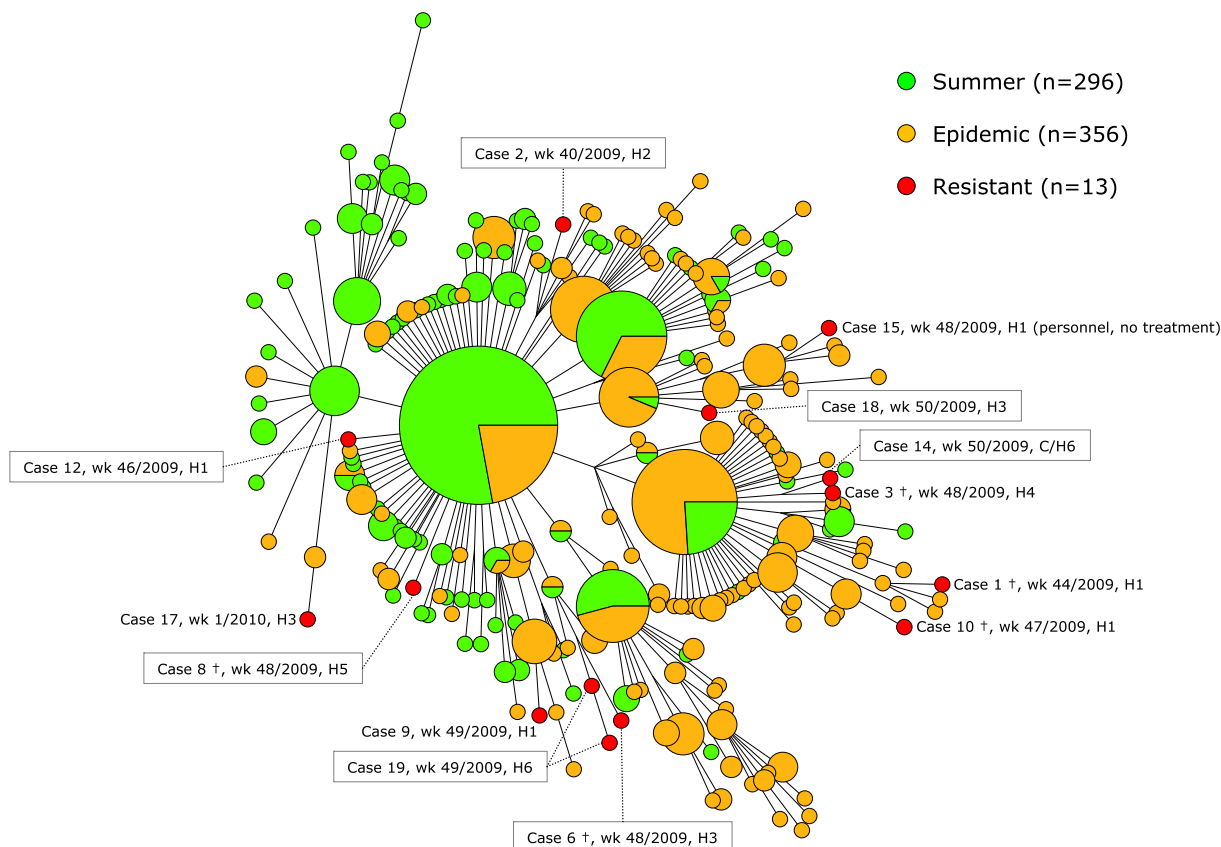 Summer (n=296)
Epidemic (n=356)
Resistant (n=13)
Case 2, wk 40/2009, H2
Case 15, wk 48/2009, H1 (personnel, no treatment)
Case 18, wk 50/2009, H3
Case 14, wk 50/2009, C/H6
Case 12, wk 46/2009, H1
Case 3 †, wk 48/2009, H4
Case 1 †, wk 44/2009, H1
Case 17, wk 1/2010, H3
Case 10 †, wk 47/2009, H1
Case 8 †, wk 48/2009, H5
Case 9, wk 49/2009, H1
Case 19, wk 49/2009, H6
Case 6 †, wk 48/2009, H3